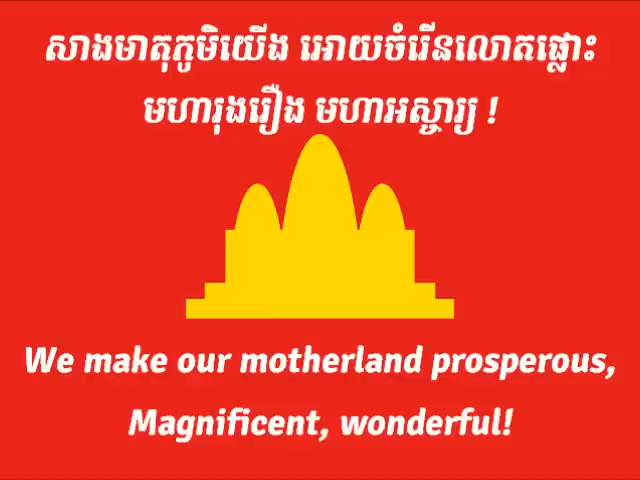 សាងមាតុភូមិយើង អោយចំរើនលោតផ្លោះ
មហារុងរឿង មហាអស្ចារ្យ !
We make our motherland prosperous,
Magnificent, wonderful!